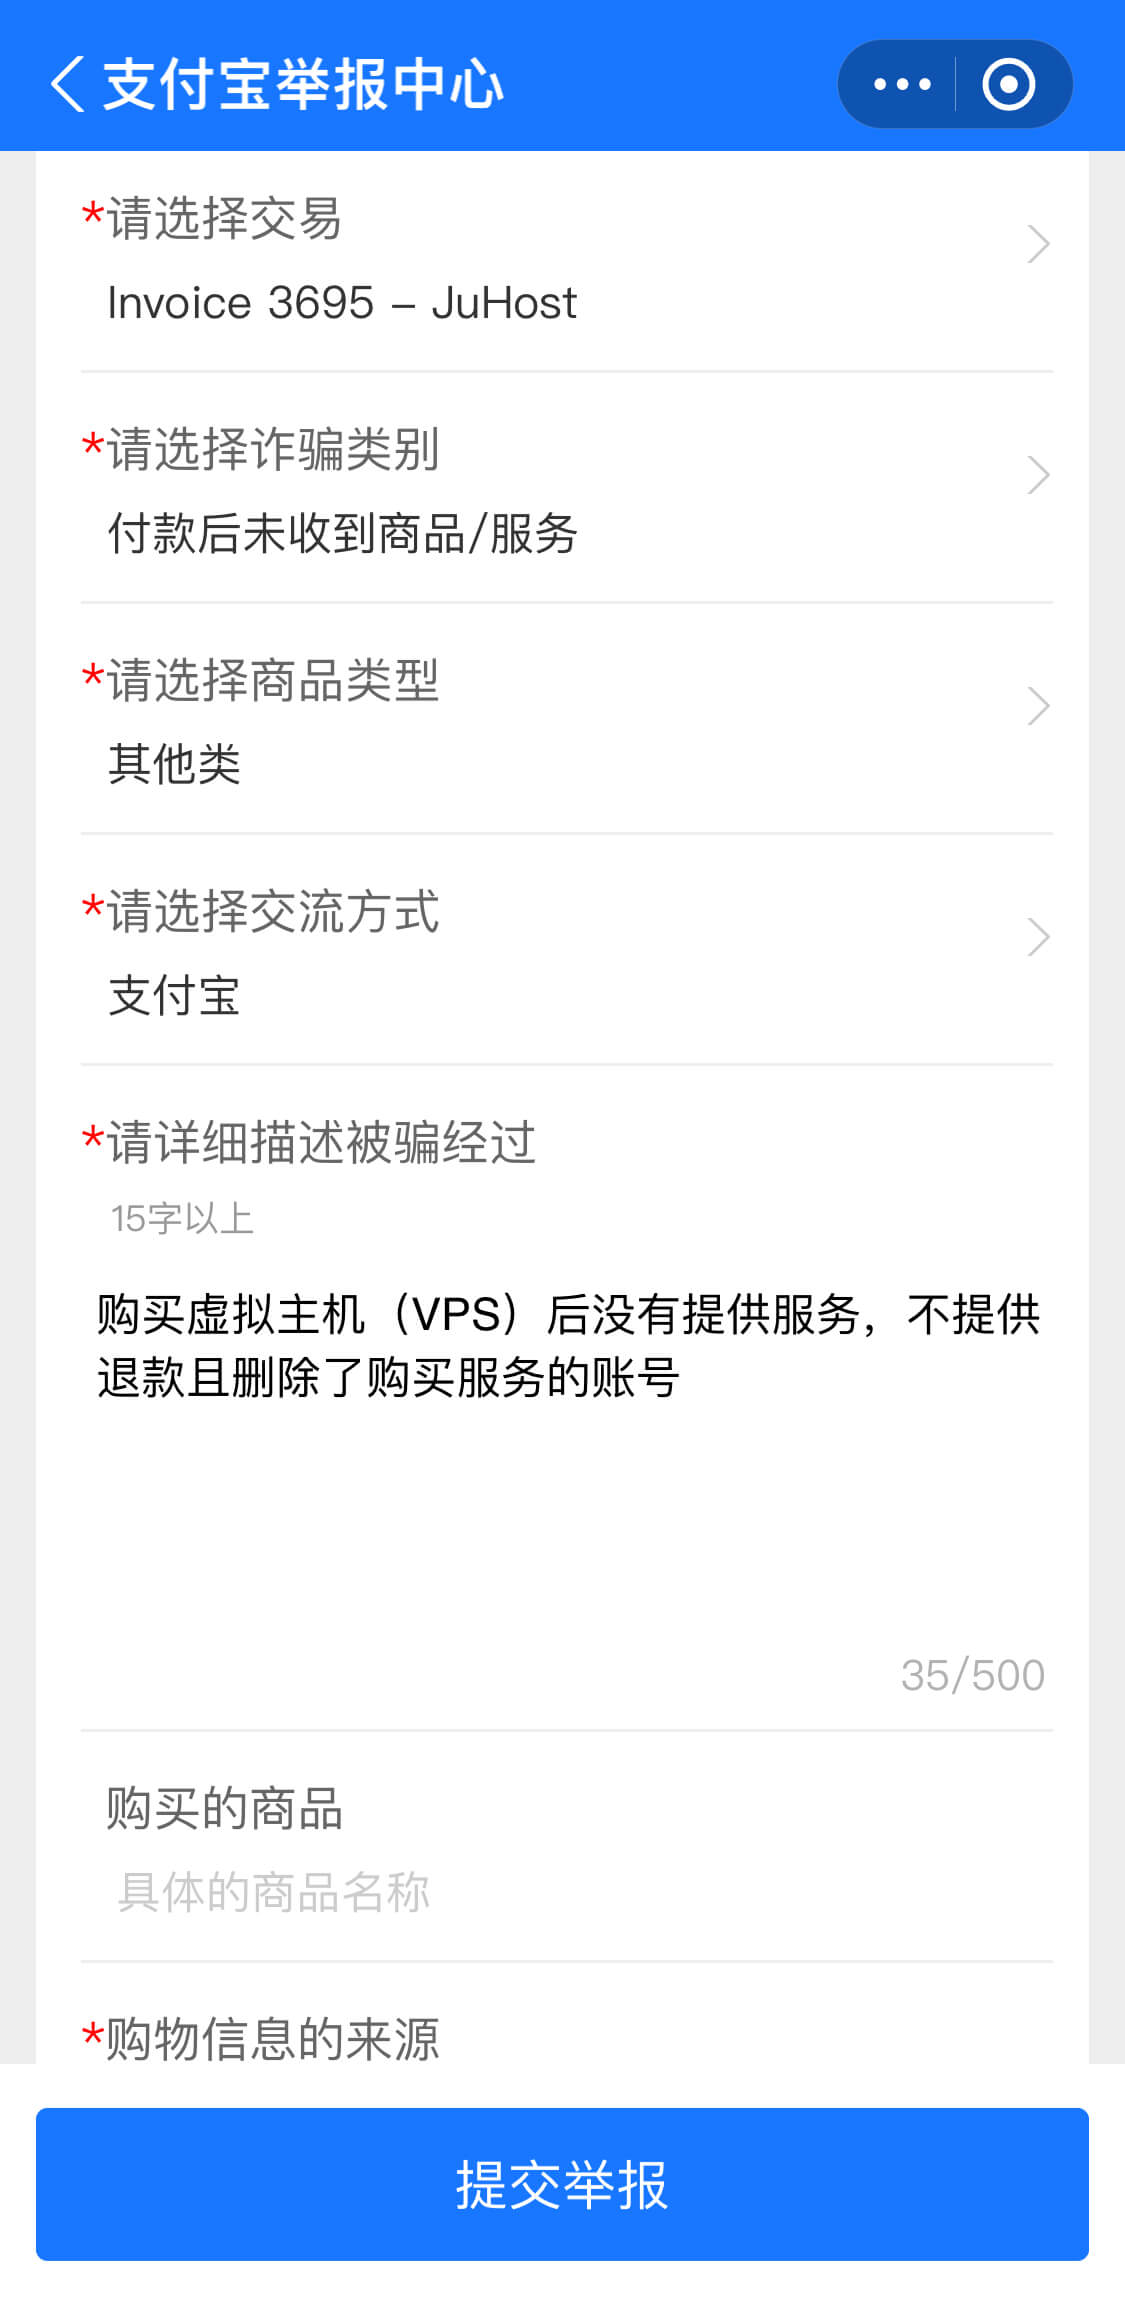 支付宝举报中心
*请选择交易
Invoice 3695 – JuHost
*请选择诈骗类别
付款后未收到商品/服务
*请选择商品类型
其他类
*请选择交流方式
支付宝
*请详细描述被骗经过
15字以上
购买虚拟主机（VPS）后没有提供服务，不提供
退款且删除了购买服务的账号
35/500
购买的商品
具体的商品名称
*购物信息的来源
提交举报